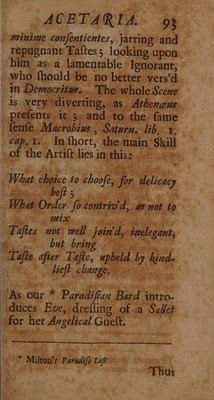 ACETARIA. 93
minime consentientes, jarring and
repugnant Tastes; looking upon
him as a lamentable Ignorant,
who should be no better vers'd
in Democritus. The whole Scene
is very diverting, as Athenæus
presents it; and to the same
sense Macrobius, Saturn. lib. 1.
cap. 1. In short, the main Skill
of the Artist lies in this:
What choice to choose, for delicacy
best;
What Order so contriv'd, as not to
mix
Tastes not well join'd, inelegant,
but bring
Taste after Taste, upheld by kind-
liest change.
As our * Paradisian Bard intro-
duces Eve, dressing of a Sallet
for her Angelical Guest.
* Milton's Paradise Lost.
Thus